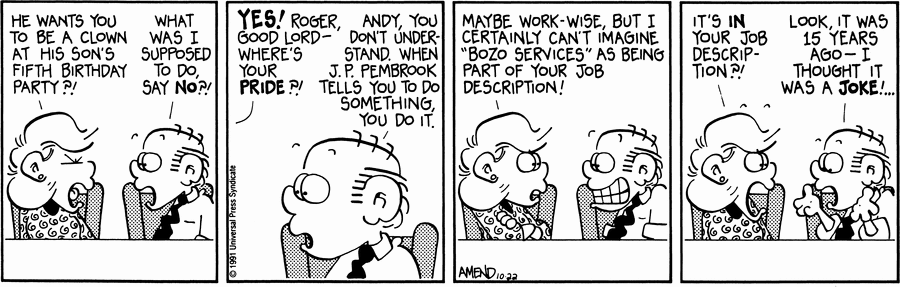 HE WANTS YOU
TO BE A CLOWN
AT HIS SON'S
FIFTH BIRTHDAY
PARTY?!
WHAT
WAS I
SUPPOSED
TO DO,
SAY NO?!
YES! ROGER,
GOOD LORD—
WHERE'S
YOUR
PRIDE?!
ANDY, YOU
DON'T UNDER-
STAND. WHEN
J.P. PEMBROOK
TELLS YOU TO DO
SOMETHING,
YOU DO IT.
© 1991 Universal Press Syndicate
MAYBE WORK-WISE, BUT I
CERTAINLY CAN'T IMAGINE
"BOZO SERVICES" AS BEING
PART OF YOUR JOB
DESCRIPTION!
AMEND 10-22
IT'S IN
YOUR JOB
DESCRIP-
TION?!
LOOK, IT WAS
15 YEARS
AGO—I
THOUGHT IT
WAS A JOKE!...